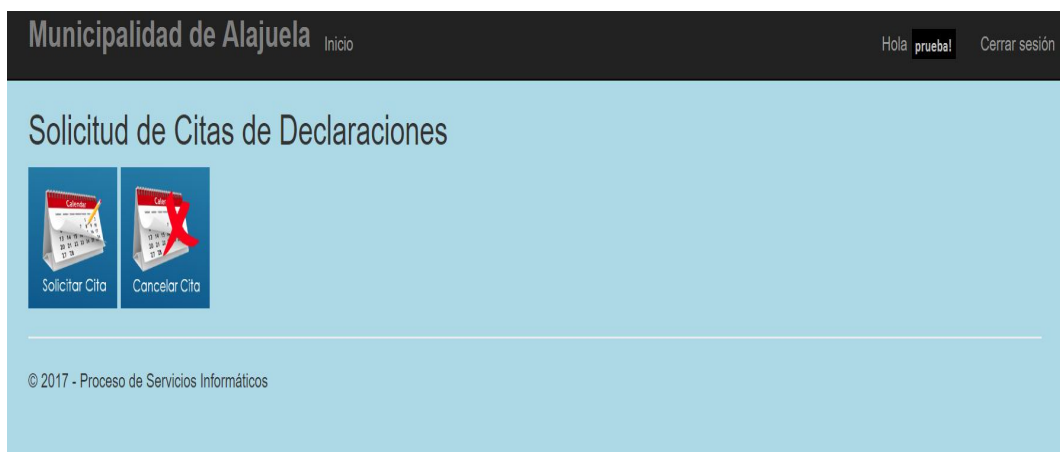 Municipalidad de Alajuela Inicio Hola prueba! Cerrar sesión
Solicitud de Citas de Declaraciones
Calendar
Solicitar Cita Cancelar Cita
© 2017 - Proceso de Servicios Informáticos